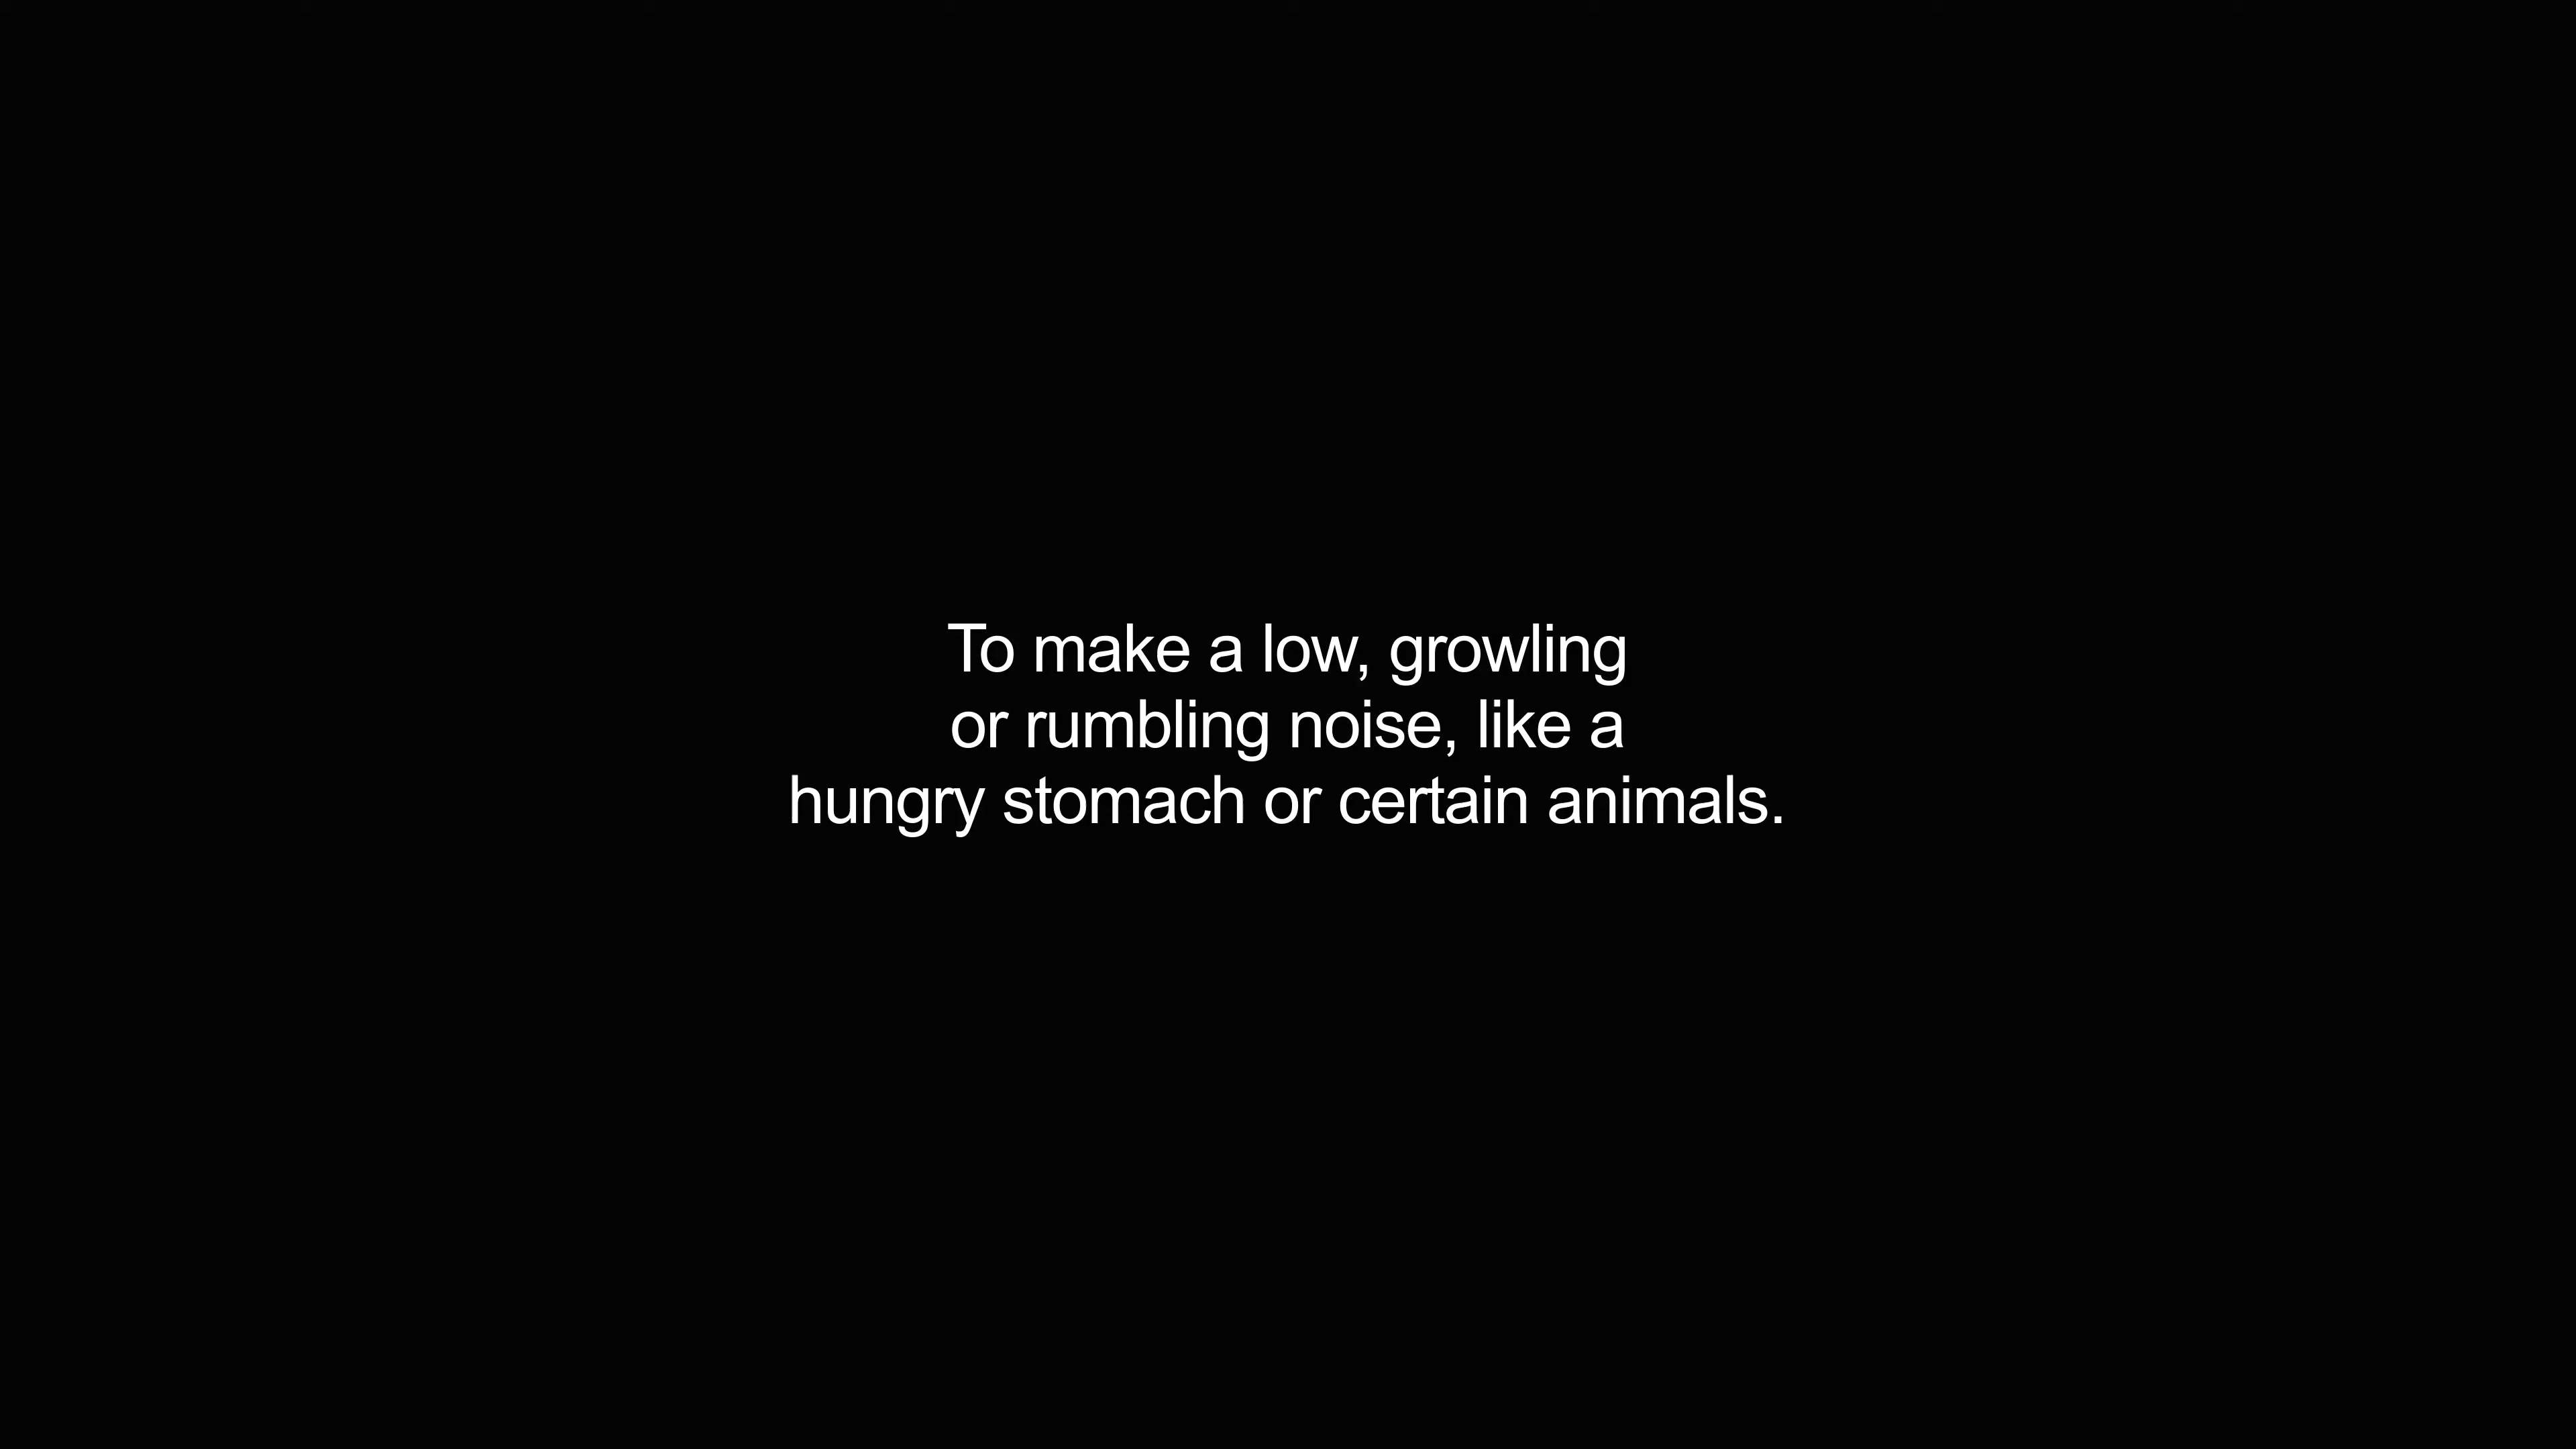 To make a low, growling
or rumbling noise, like a
hungry stomach or certain animals.